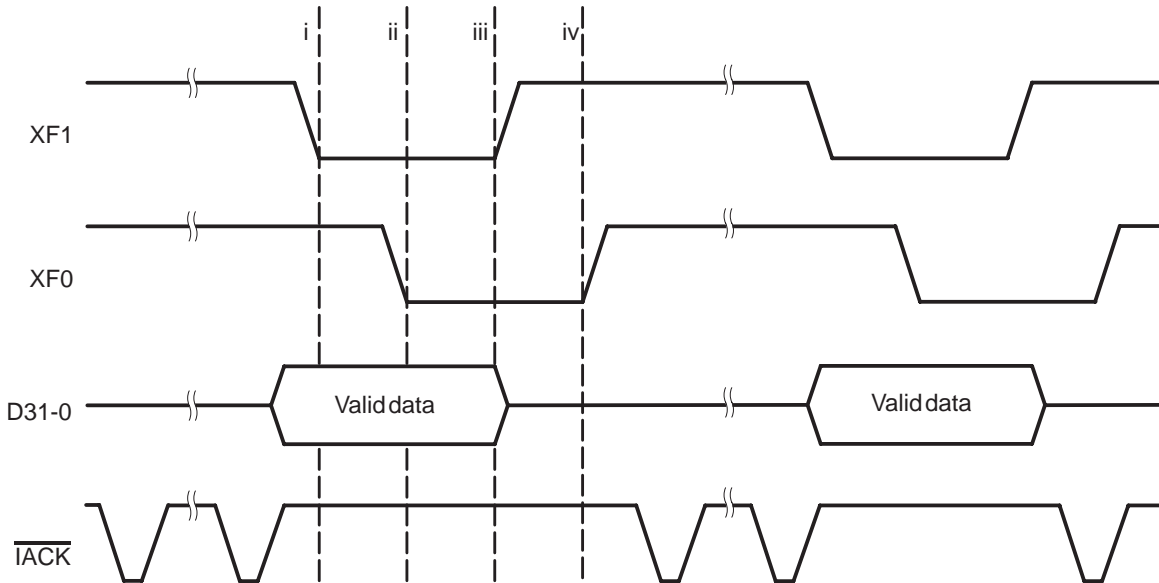 i ii iii iv
XF1
XF0
D31-0 Valid data Valid data
IACK